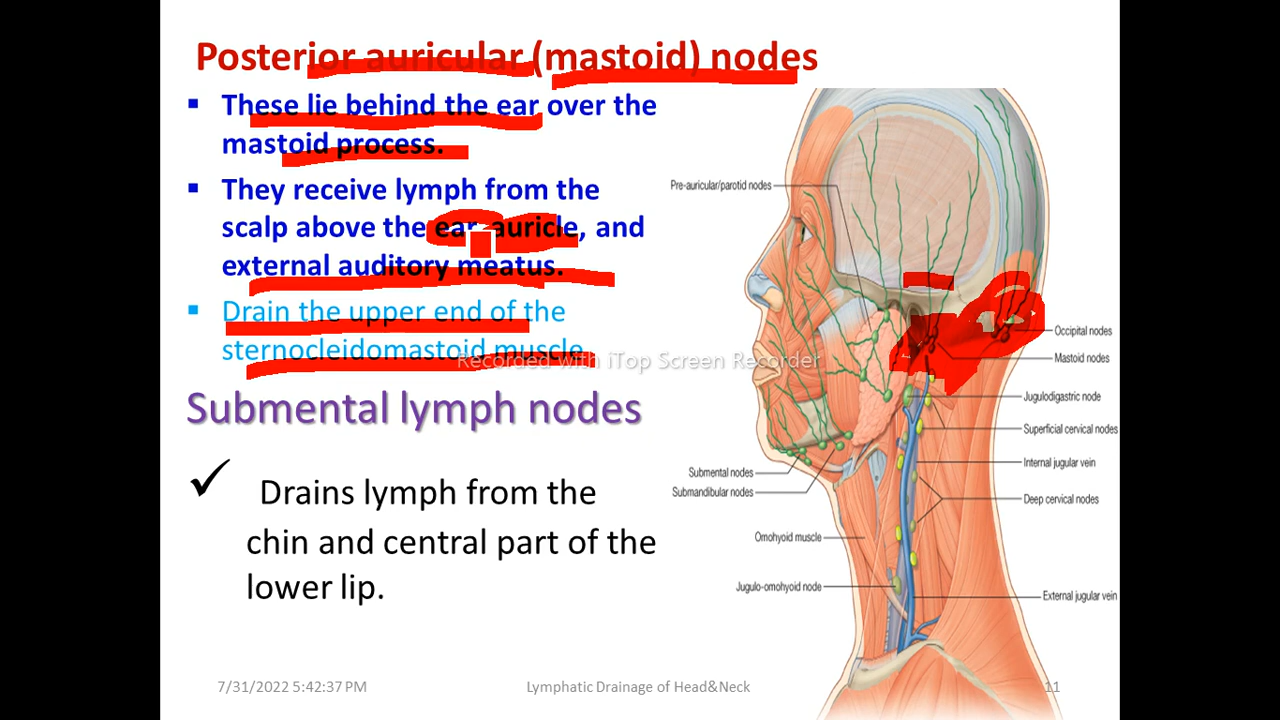 Posterior auricular (mastoid) nodes
▪ These lie behind the ear over the
mastoid process.
▪ They receive lymph from the
scalp above the ear, auricle, and
external auditory meatus.
▪ Drain the upper end of the
sternocleidomastoid muscle
Recorded with iTop Screen Recorder
Submental lymph nodes
✓ Drains lymph from the
chin and central part of the
lower lip.
Pre-auricular/parotid nodes
Occipital nodes
Mastoid nodes
Jugulodigastric node
Superficial cervical nodes
Internal jugular vein
Submental nodes
Submandibular nodes
Deep cervical nodes
Omohyoid muscle
Jugulo-omohyoid node
External jugular vein
7/31/2022 5:42:37 PM
Lymphatic Drainage of Head&Neck
11